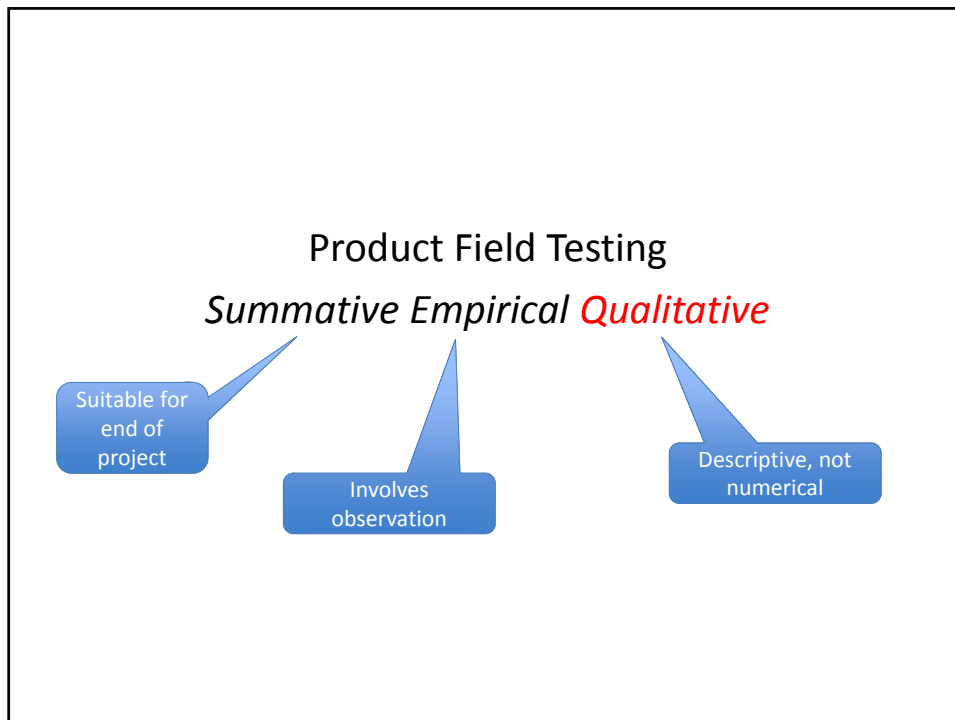 Product Field Testing
Summative Empirical Qualitative
Suitable for
end of
project
Involves
observation
Descriptive, not
numerical